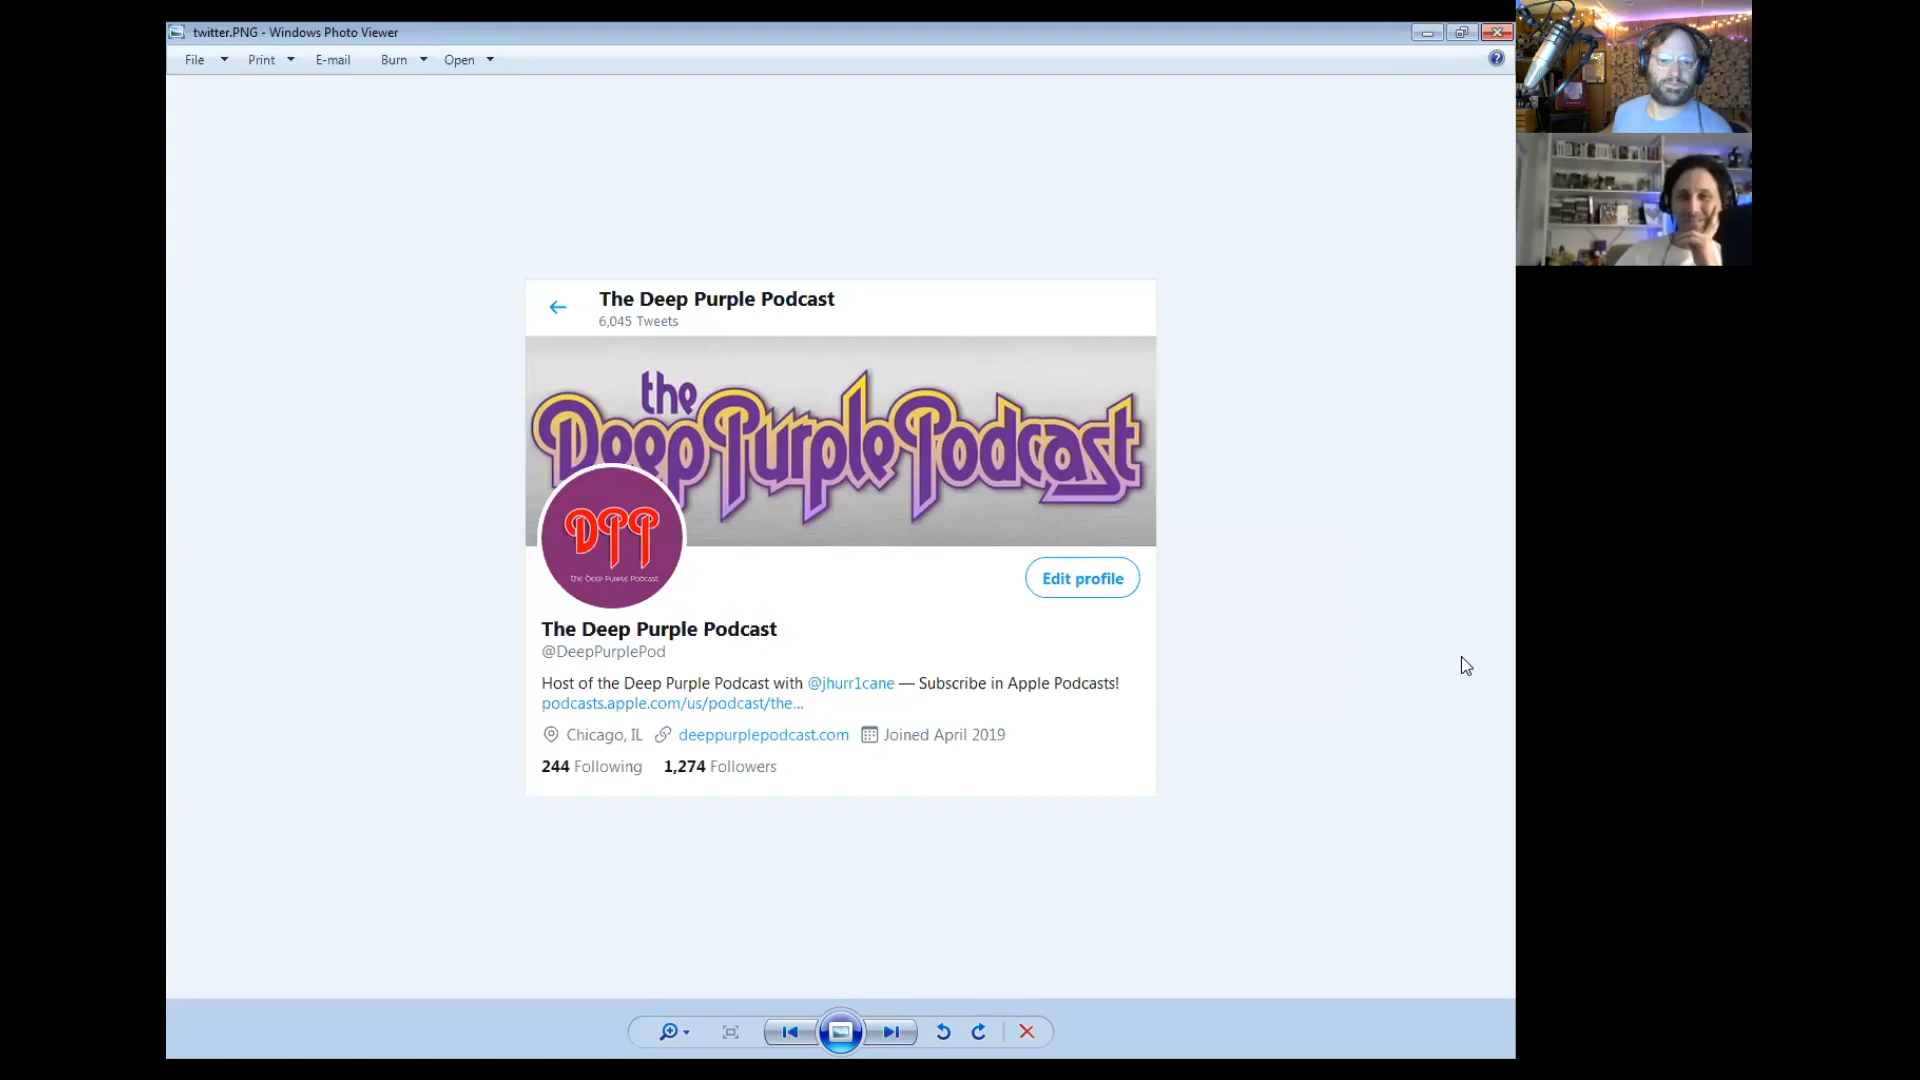 twitter.PNG - Windows Photo Viewer
File Print E-mail Burn Open
The Deep Purple Podcast
6,045 Tweets
the
Deep Purple Podcast
DPP
The Deep Purple Podcast
Edit profile
The Deep Purple Podcast
@DeepPurplePod
Host of the Deep Purple Podcast with @jhurr1cane — Subscribe in Apple Podcasts!
podcasts.apple.com/us/podcast/the...
Chicago, IL deeppurplepodcast.com Joined April 2019
244 Following 1,274 Followers